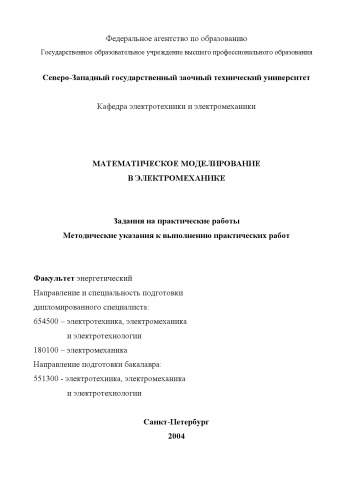 Федеральное агентство по образованию
Государственное образовательное учреждение высшего профессионального образования
Северо-Западный государственный заочный технический университет
Кафедра электротехники и электромеханики
МАТЕМАТИЧЕСКОЕ МОДЕЛИРОВАНИЕ
В ЭЛЕКТРОМЕХАНИКЕ
Задания на практические работы
Методические указания к выполнению практических работ
Факультет энергетический
Направление и специальность подготовки
дипломированного специалиста:
654500 – электротехника, электромеханика
и электротехнологии
180100 – электромеханика
Направление подготовки бакалавра:
551300 - электротехника, электромеханика
и электротехнологии
Санкт-Петербург
2004